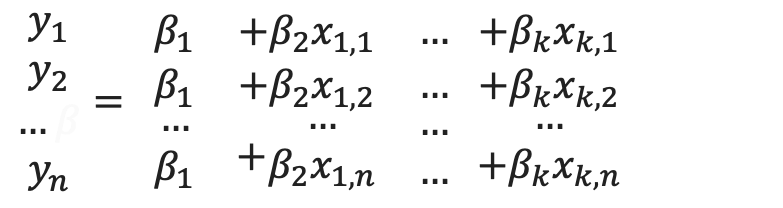 y₁ β₁ +β₂x₁,₁ ... +βₖxₖ,₁
y₂ = β₁ +β₂x₁,₂ ... +βₖxₖ,₂
... β ... ... ... ...
yₙ β₁ +β₂x₁,ₙ ... +βₖxₖ,ₙ